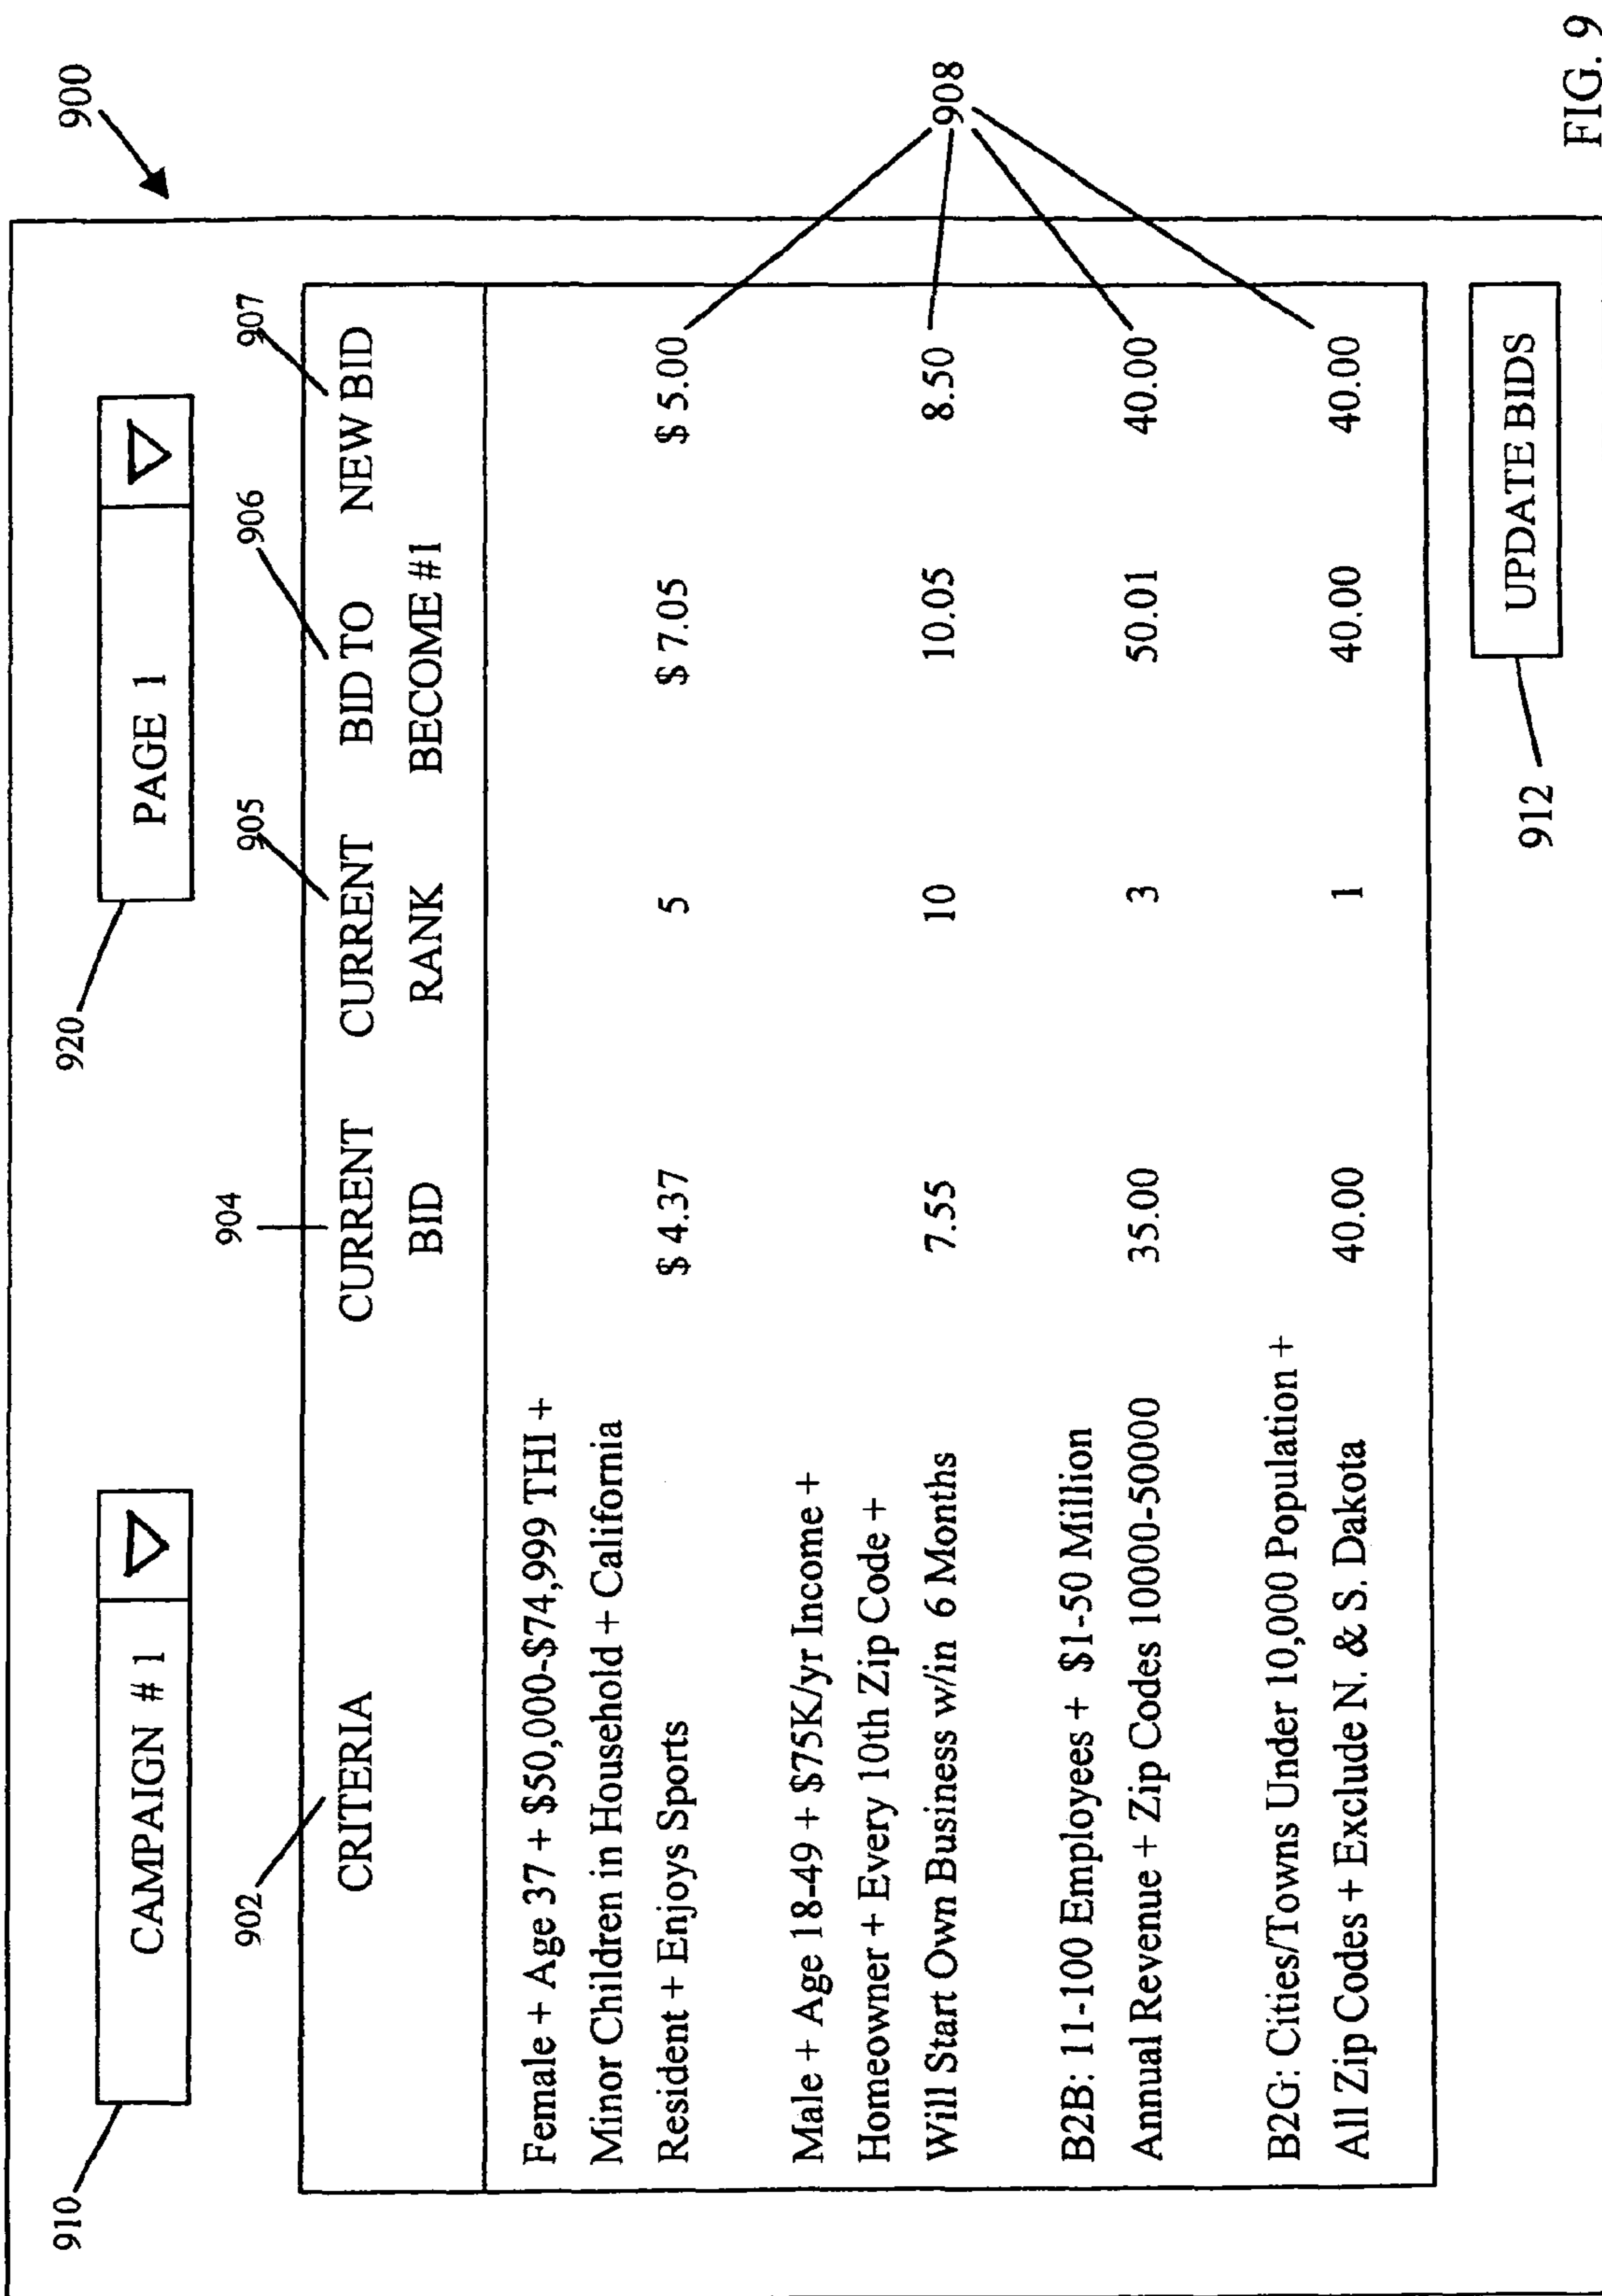 900
910
CAMPAIGN #1
920
PAGE 1
902
904
905
906
907
CRITERIA
CURRENT BID
CURRENT RANK
BID TO BECOME #1
NEW BID
Female + Age 37 + $50,000-$74,999 THI +
Minor Children in Household + California
Resident + Enjoys Sports $ 4.37 5 $ 7.05 $ 5.00
Male + Age 18-49 + $75K/yr Income +
Homeowner + Every 10th Zip Code +
Will Start Own Business w/in 6 Months 7.55 10 10.05 8.50
908
B2B: 11-100 Employees + $1-50 Million
Annual Revenue + Zip Codes 10000-50000 35.00 3 50.01 40.00
B2G: Cities/Towns Under 10,000 Population +
All Zip Codes + Exclude N. & S. Dakota 40.00 1 40.00 40.00
912
UPDATE BIDS
FIG. 9